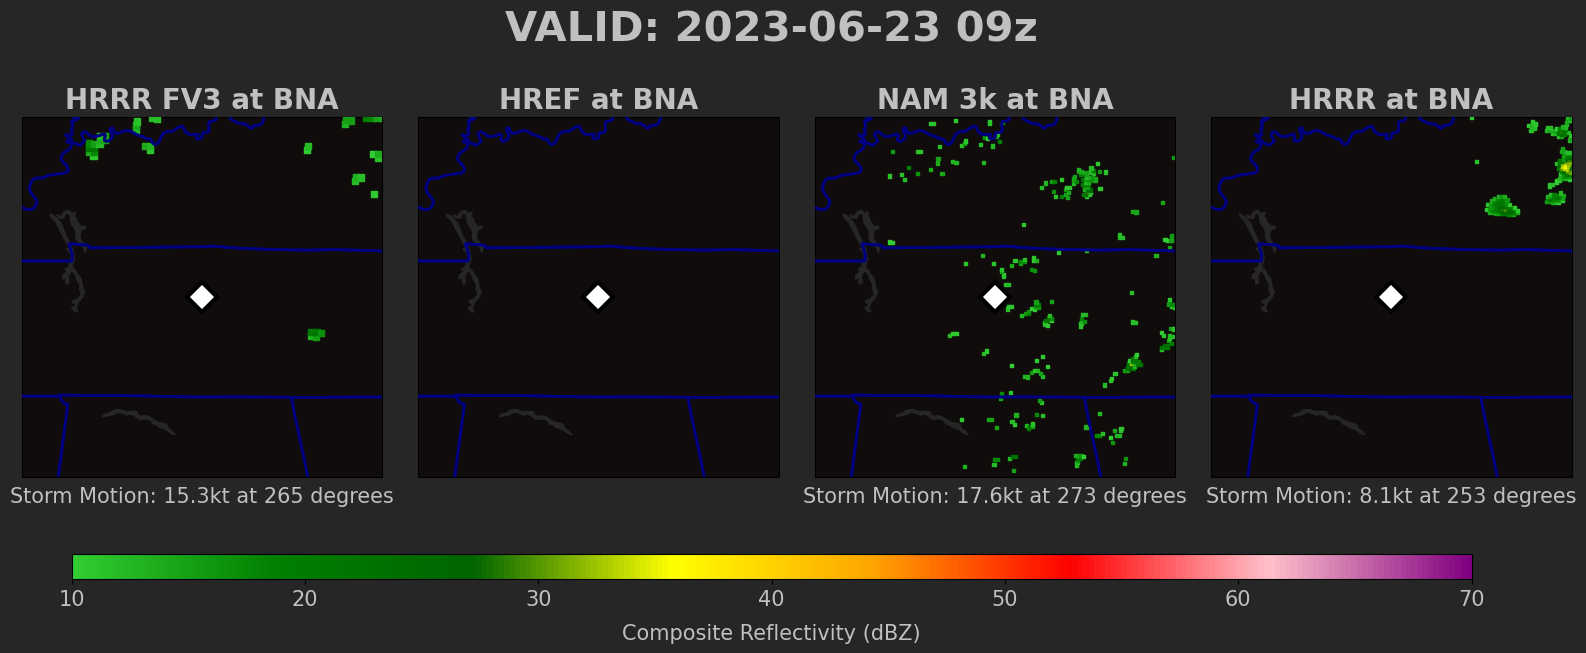 VALID: 2023-06-23 09z
HRRR FV3 at BNA
HREF at BNA
NAM 3k at BNA
HRRR at BNA
Storm Motion: 15.3kt at 265 degrees
Storm Motion: 17.6kt at 273 degrees
Storm Motion: 8.1kt at 253 degrees
10 20 30 40 50 60 70
Composite Reflectivity (dBZ)